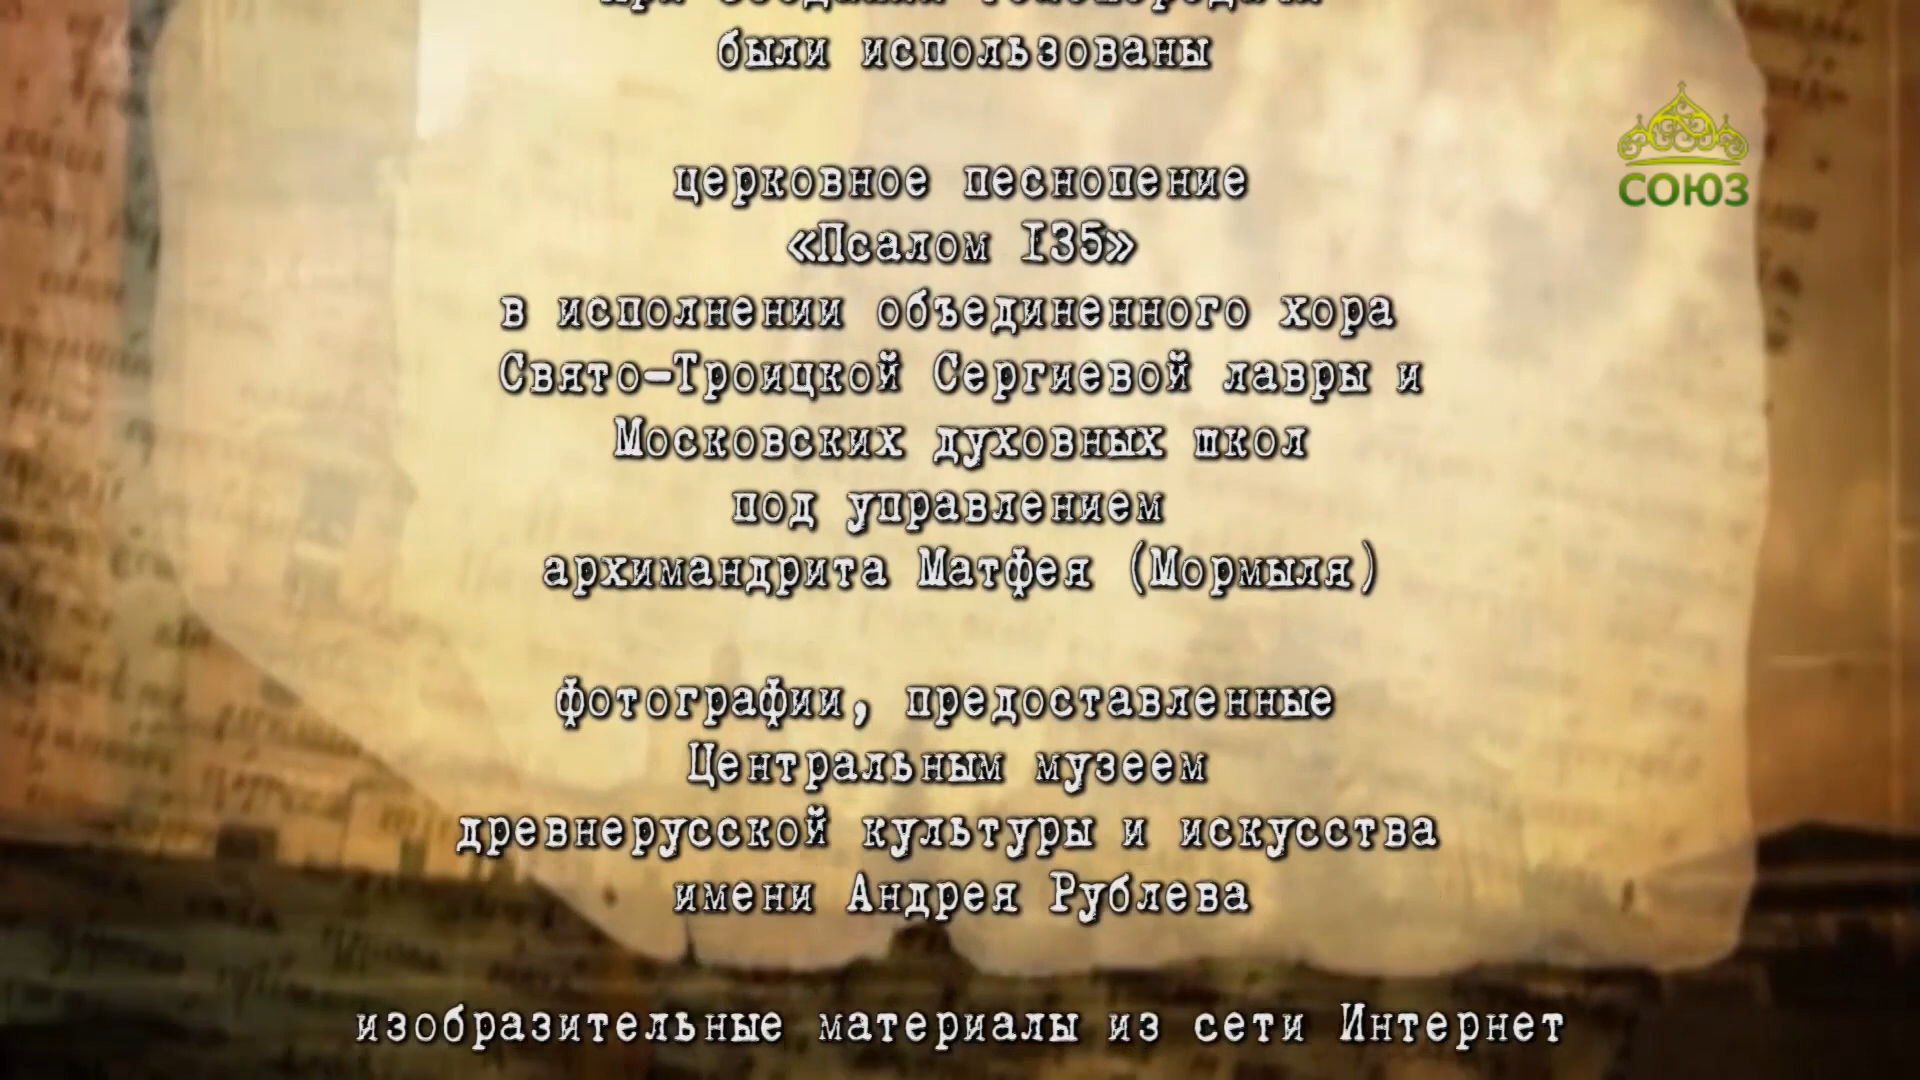 были использованы
церковное песнопение
«Псалом 135»
в исполнении объединенного хора
Свято-Троицкой Сергиевой лавры и
Московских духовных школ
под управлением
архимандрита Матфея (Мормыля)
фотографии, предоставленные
Центральным музеем
древнерусской культуры и искусства
имени Андрея Рублева
изобразительные материалы из сети Интернет
СОЮЗ